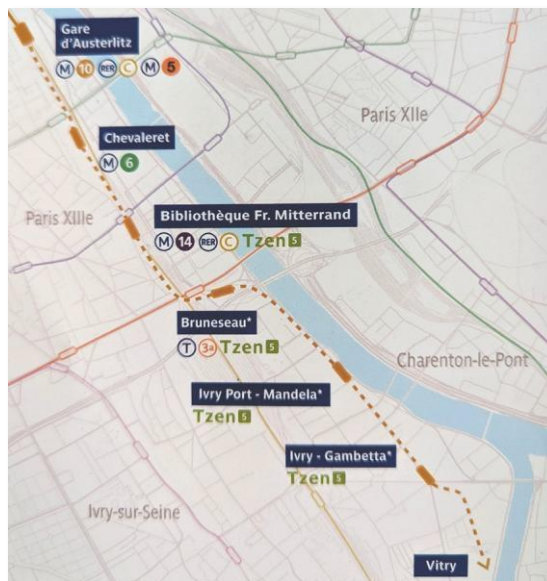 Gare
d'Austerlitz
M 10 RER C M 5
Paris XIIe
Chevaleret
M 6
Paris XIIIe
Bibliothèque Fr. Mitterrand
M 14 RER C Tzen 5
Bruneseau*
T 3a Tzen 5
Charenton-le-Pont
Ivry Port - Mandela*
Tzen 5
Ivry - Gambetta*
Tzen 5
Ivry-sur-Seine
Vitry